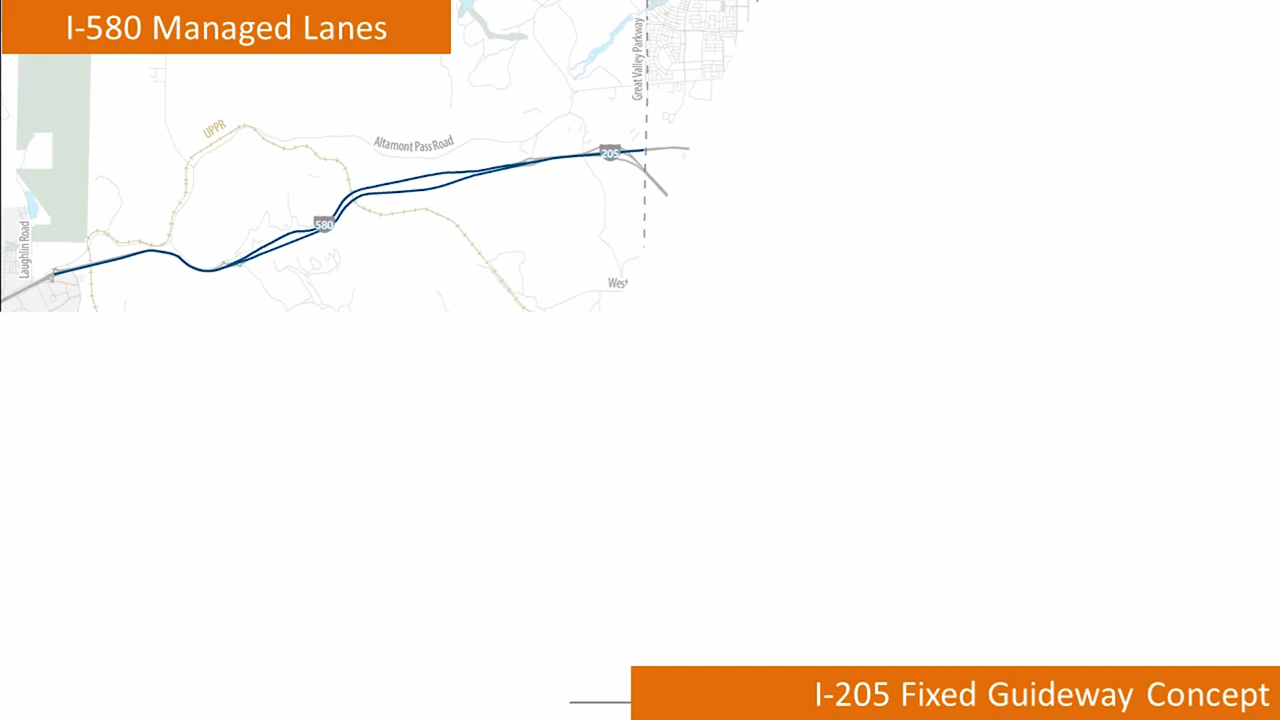 I-580 Managed Lanes
Great Valley Parkway
UPPR
Altamont Pass Road
205
580
Laughlin Road
West
I-205 Fixed Guideway Concept